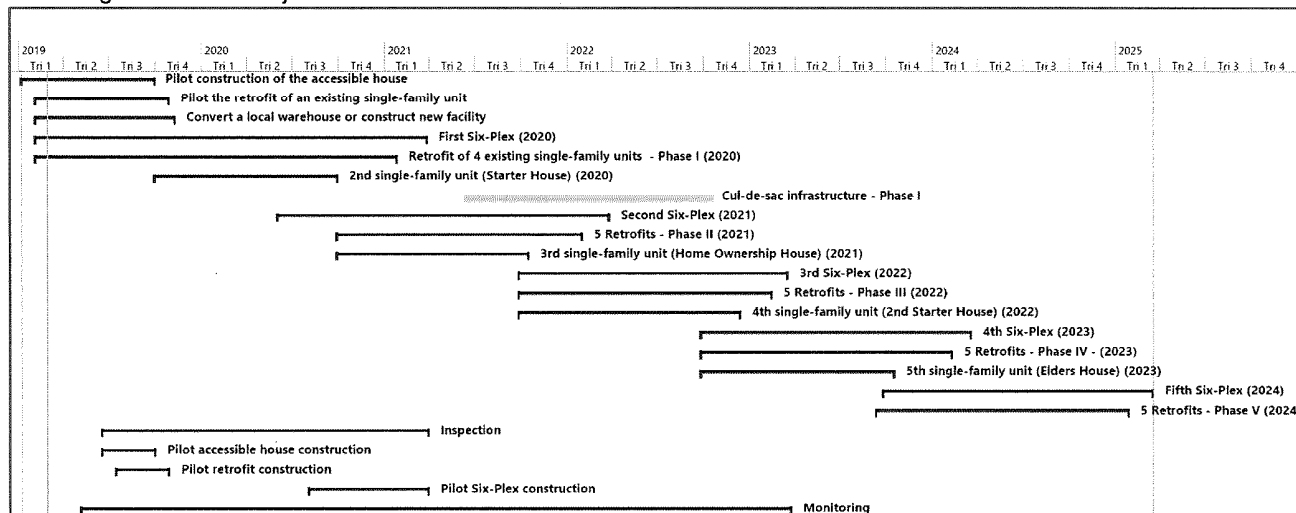 2019 2020 2021 2022 2023 2024 2025
Tri 1 Tri 2 Tri 3 Tri 4 Tri 1 Tri 2 Tri 3 Tri 4 Tri 1 Tri 2 Tri 3 Tri 4 Tri 1 Tri 2 Tri 3 Tri 4 Tri 1 Tri 2 Tri 3 Tri 4 Tri 1 Tri 2 Tri 3 Tri 4 Tri 1 Tri 2 Tri 3 Tri 4
Pilot construction of the accessible house
Pilot the retrofit of an existing single-family unit
Convert a local warehouse or construct new facility
First Six-Plex (2020)
Retrofit of 4 existing single-family units - Phase I (2020)
2nd single-family unit (Starter House) (2020)
Cul-de-sac infrastructure - Phase I
Second Six-Plex (2021)
5 Retrofits - Phase II (2021)
3rd single-family unit (Home Ownership House) (2021)
3rd Six-Plex (2022)
5 Retrofits - Phase III (2022)
4th single-family unit (2nd Starter House) (2022)
4th Six-Plex (2023)
5 Retrofits - Phase IV - (2023)
5th single-family unit (Elders House) (2023)
Fifth Six-Plex (2024)
5 Retrofits - Phase V (2024
Inspection
Pilot accessible house construction
Pilot retrofit construction
Pilot Six-Plex construction
Monitoring